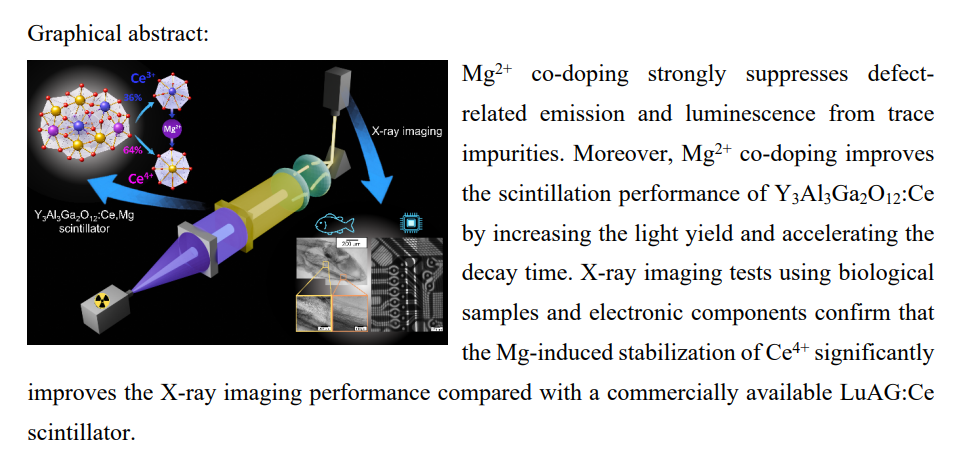 Graphical abstract:
Ce³⁺
36%
Mg²⁺
64%
Ce⁴⁺
X-ray imaging
Y₃Al₃Ga₂O₁₂:Ce,Mg
scintillator
200 µm
Mg²⁺ co-doping strongly suppresses defect-
related emission and luminescence from trace
impurities. Moreover, Mg²⁺ co-doping improves
the scintillation performance of Y₃Al₃Ga₂O₁₂:Ce
by increasing the light yield and accelerating the
decay time. X-ray imaging tests using biological
samples and electronic components confirm that
the Mg-induced stabilization of Ce⁴⁺ significantly
improves the X-ray imaging performance compared with a commercially available LuAG:Ce
scintillator.